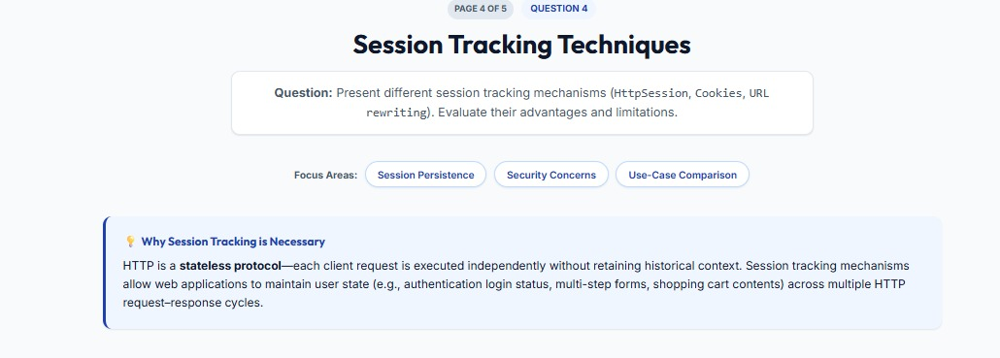 PAGE 4 OF 5 QUESTION 4
Session Tracking Techniques
Question: Present different session tracking mechanisms (HttpSession, Cookies, URL
rewriting). Evaluate their advantages and limitations.
Focus Areas: Session Persistence Security Concerns Use-Case Comparison
💡 Why Session Tracking is Necessary
HTTP is a stateless protocol—each client request is executed independently without retaining historical context. Session tracking mechanisms
allow web applications to maintain user state (e.g., authentication login status, multi-step forms, shopping cart contents) across multiple HTTP
request–response cycles.